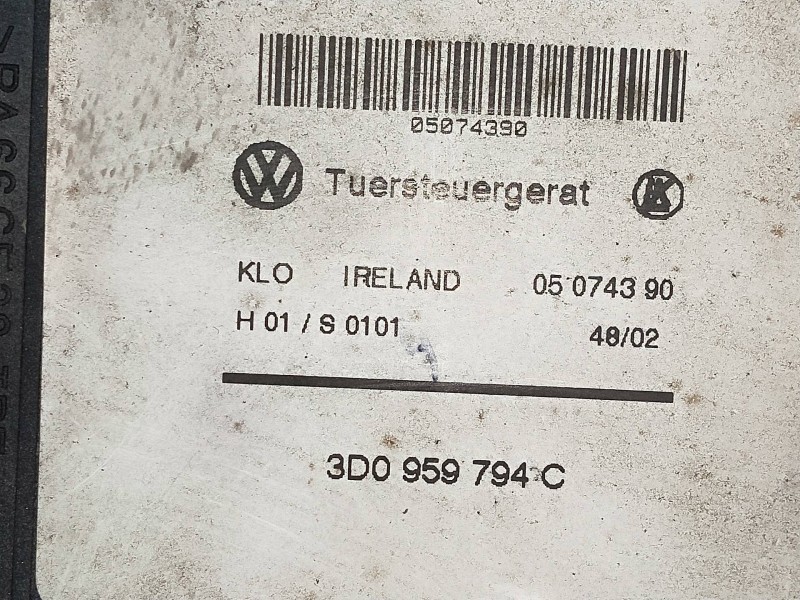 05074390
Tuersteuergerat
KLO IRELAND 05 0743 90
H 01 / S 0101 48/02
3D0 959 794 C